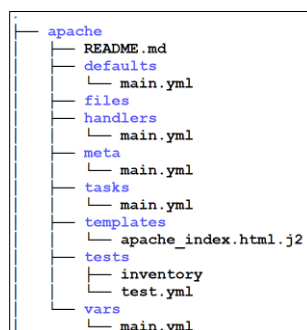 .
├── apache
│   ├── README.md
│   ├── defaults
│   │   └── main.yml
│   ├── files
│   ├── handlers
│   │   └── main.yml
│   ├── meta
│   │   └── main.yml
│   ├── tasks
│   │   └── main.yml
│   ├── templates
│   │   └── apache_index.html.j2
│   ├── tests
│   │   ├── inventory
│   │   └── test.yml
│   └── vars
│       └── main.yml